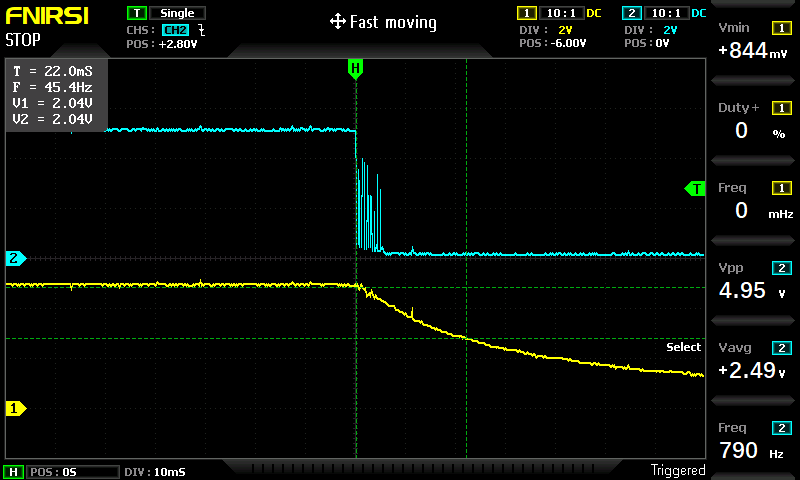 FNIRSI
STOP
T Single
CHS: CH2
POS: +2.80V
Fast moving
1 10:1 DC
DIV: 2V
POS: -6.00V
2 10:1 DC
DIV: 2V
POS: 0V
T = 22.0mS
F = 45.4Hz
V1 = 2.04V
V2 = 2.04V
H
T
2
1
Select
Vmin 1
+844mV
Duty+ 1
0 %
Freq 1
0 mHz
Vpp 2
4.95 V
Vavg 2
+2.49V
Freq 2
790 Hz
H POS: 0S DIV: 10mS
Triggered